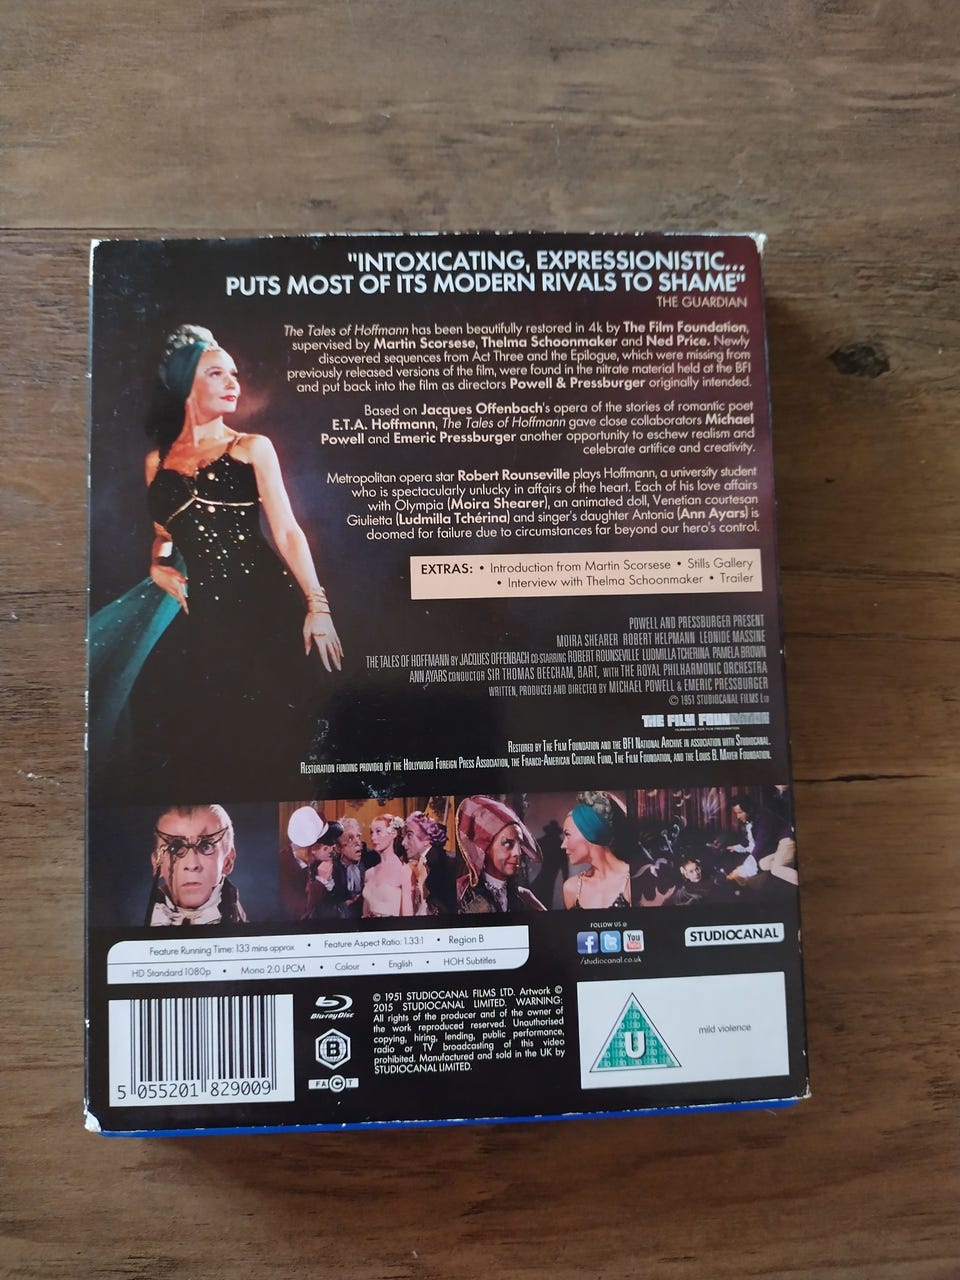 "INTOXICATING, EXPRESSIONISTIC...
PUTS MOST OF ITS MODERN RIVALS TO SHAME"
THE GUARDIAN
The Tales of Hoffmann has been beautifully restored in 4k by The Film Foundation,
supervised by Martin Scorsese, Thelma Schoonmaker and Ned Price. Newly
discovered sequences from Act Three and the Epilogue, which were missing from
previously released versions of the film, were found in the nitrate material held at the BFI
and put back into the film as directors Powell & Pressburger originally intended.
Based on Jacques Offenbach's opera of the stories of romantic poet
E.T.A. Hoffmann, The Tales of Hoffmann gave close collaborators Michael
Powell and Emeric Pressburger another opportunity to eschew realism and
celebrate artifice and creativity.
Metropolitan opera star Robert Rounseville plays Hoffmann, a university student
who is spectacularly unlucky in affairs of the heart. Each of his love affairs
with Olympia (Moira Shearer), an animated doll, Venetian courtesan
Giulietta (Ludmilla Tchérina) and singer's daughter Antonia (Ann Ayars) is
doomed for failure due to circumstances far beyond our hero's control.
EXTRAS: • Introduction from Martin Scorsese • Stills Gallery
• Interview with Thelma Schoonmaker • Trailer
POWELL AND PRESSBURGER PRESENT
MOIRA SHEARER ROBERT HELPMANN LEONIDE MASSINE
THE TALES OF HOFFMANN BY JACQUES OFFENBACH CO-STARRING ROBERT ROUNSEVILLE LUDMILLA TCHERINA PAMELA BROWN
ANN AYARS CONDUCTOR SIR THOMAS BEECHAM, BART, WITH THE ROYAL PHILHARMONIC ORCHESTRA
WRITTEN, PRODUCED AND DIRECTED BY MICHAEL POWELL & EMERIC PRESSBURGER
© 1951 STUDIOCANAL FILMS LTD
THE FILM FOUNDATION
FILMMAKERS FOR FILM PRESERVATION
RESTORED BY THE FILM FOUNDATION AND THE BFI NATIONAL ARCHIVE IN ASSOCIATION WITH STUDIOCANAL.
RESTORATION FUNDING PROVIDED BY THE HOLLYWOOD FOREIGN PRESS ASSOCIATION, THE FRANCO-AMERICAN CULTURAL FUND, THE FILM FOUNDATION, AND THE LOUIS B. MAYER FOUNDATION.
Feature Running Time: 133 mins approx • Feature Aspect Ratio: 1.33:1 • Region B
HD Standard 1080p • Mono 2.0 LPCM • Colour • English • HOH Subtitles
FOLLOW US @
f t You Tube
/studiocanal.co.uk
STUDIOCANAL
5 055201 829009
Blu-ray Disc
B
FACT
© 1951 STUDIOCANAL FILMS LTD. Artwork ©
2015 STUDIOCANAL LIMITED. WARNING:
All rights of the producer and of the owner of
the work reproduced reserved. Unauthorised
copying, hiring, lending, public performance,
radio or TV broadcasting of this video
prohibited. Manufactured and sold in the UK by
STUDIOCANAL LIMITED.
U
mild violence